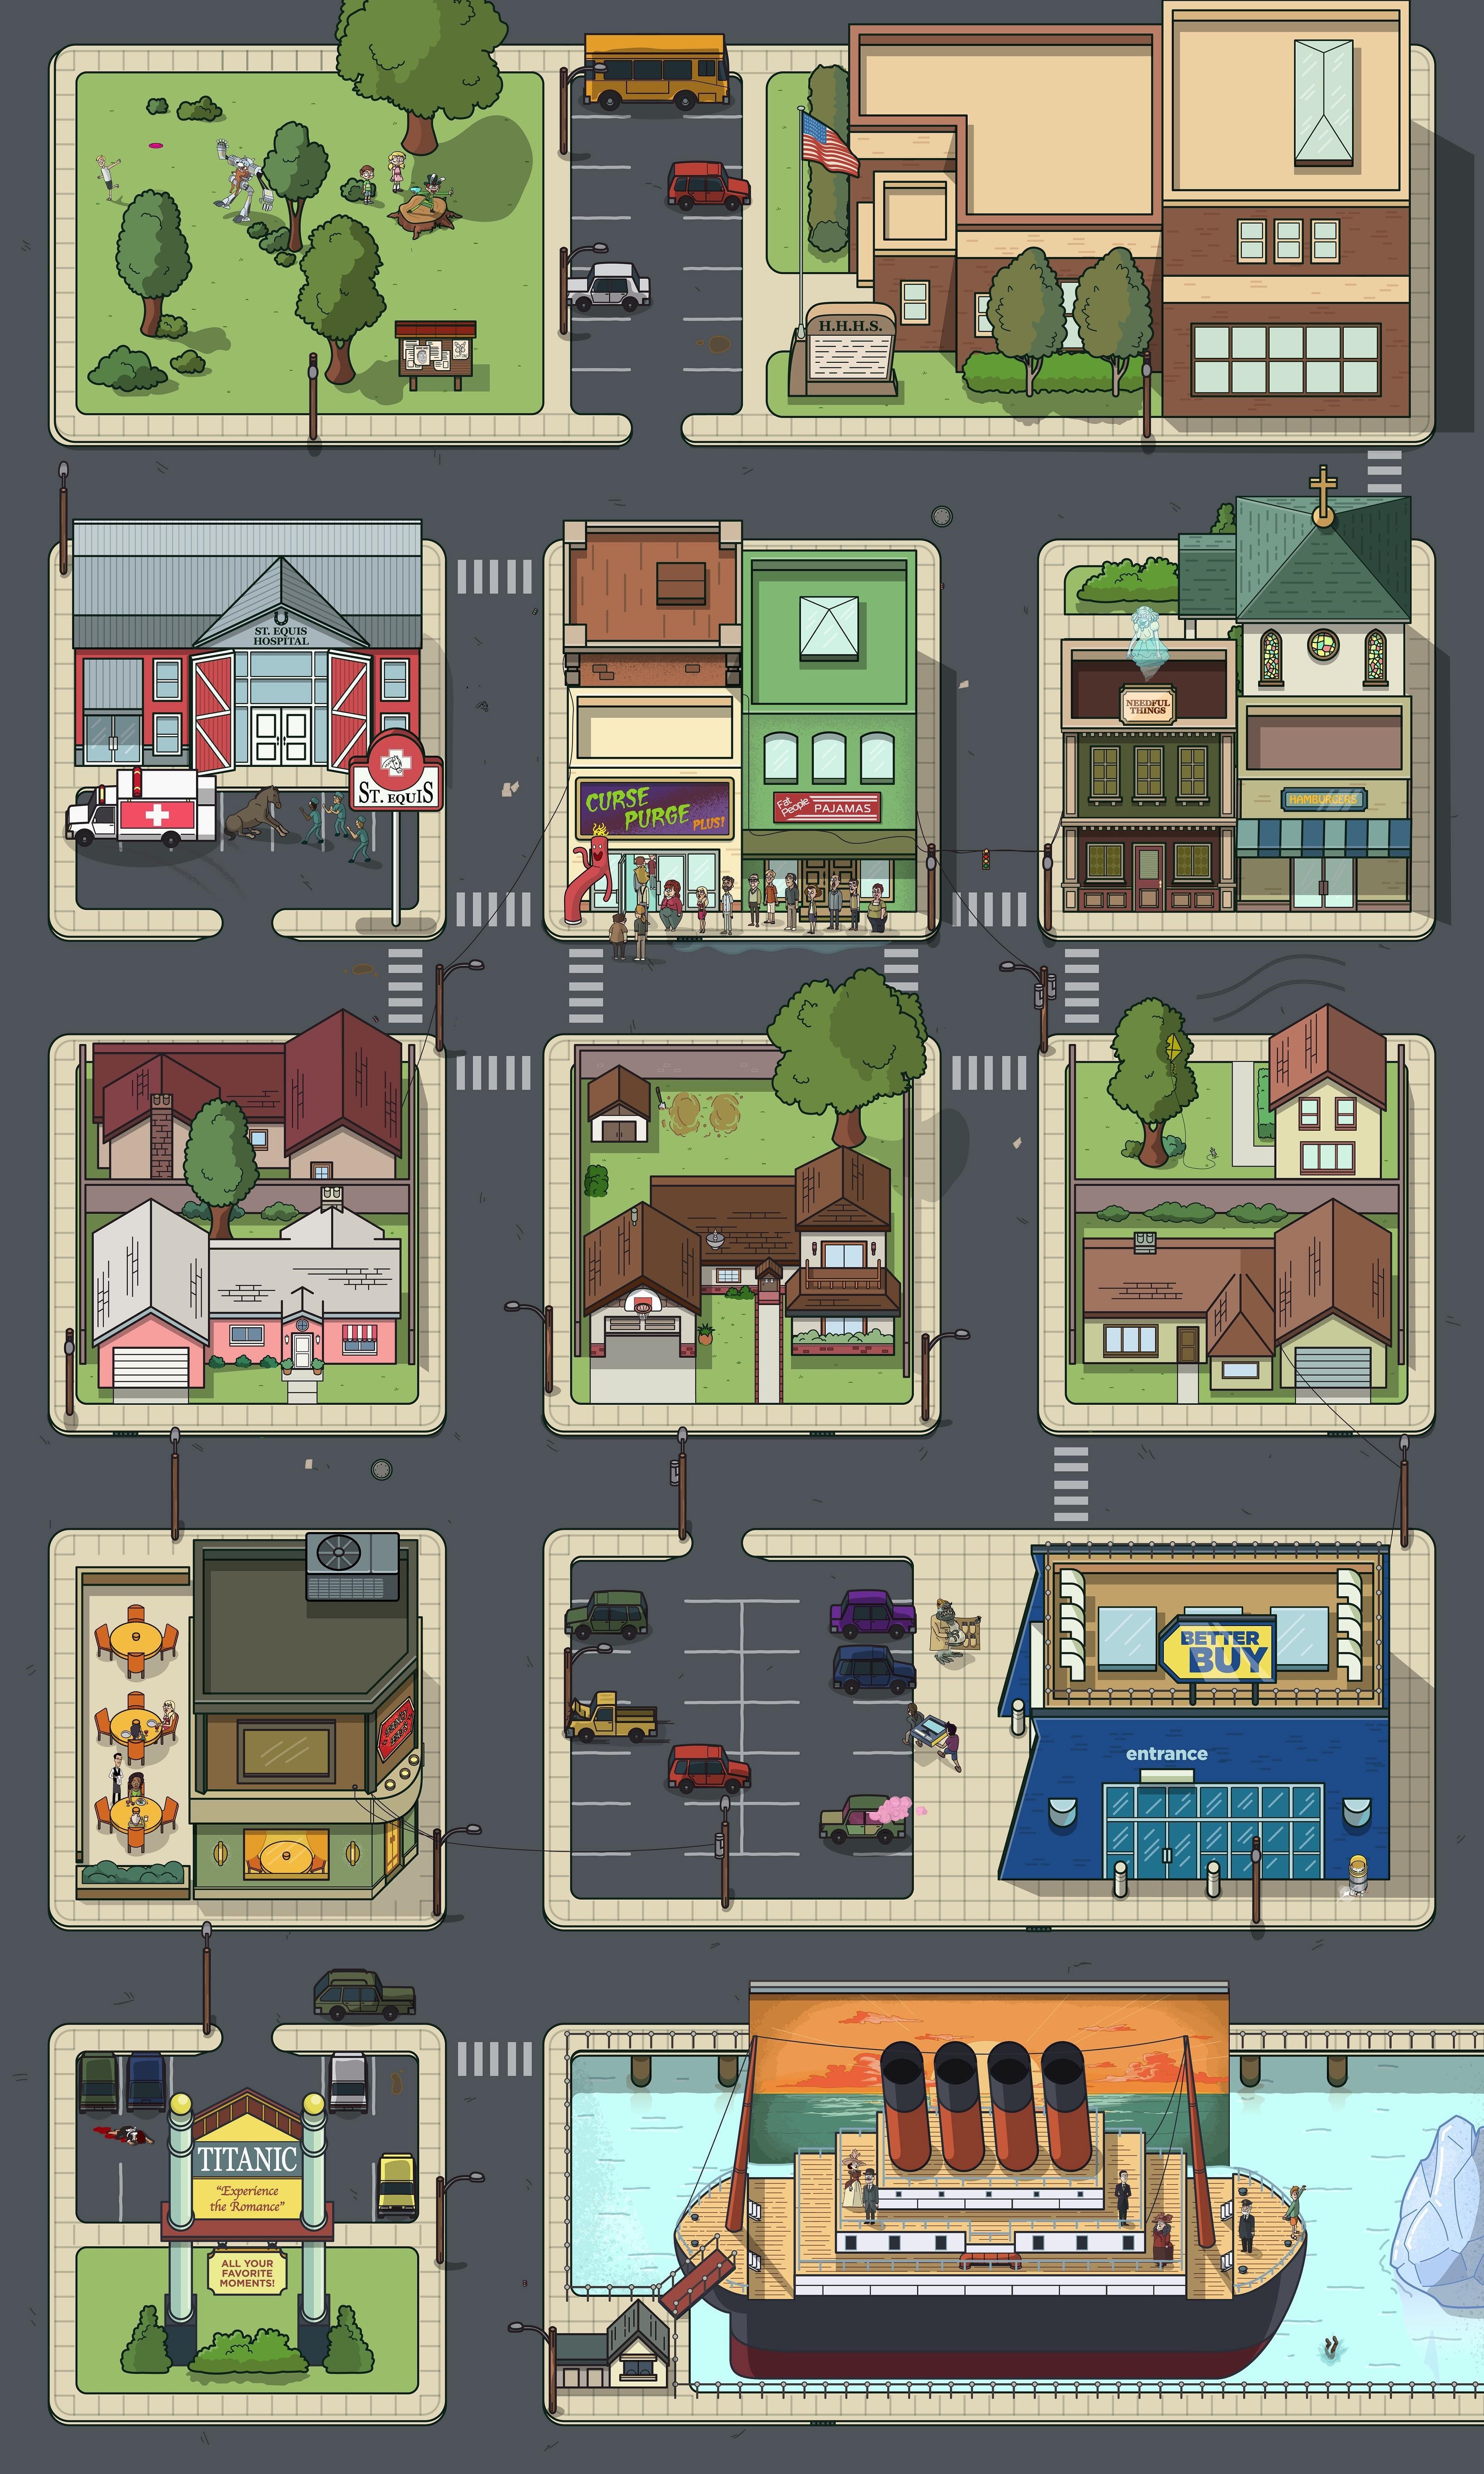 H.H.H.S.
ST. EQUIS
HOSPITAL
ST. EQUIS
CURSE
PURGE
PLUS!
Fat
People
PAJAMAS
NEEDFUL
THINGS
HAMBURGERS
BETTER
BUY
entrance
TITANIC
"Experience
the Romance"
ALL YOUR
FAVORITE
MOMENTS!